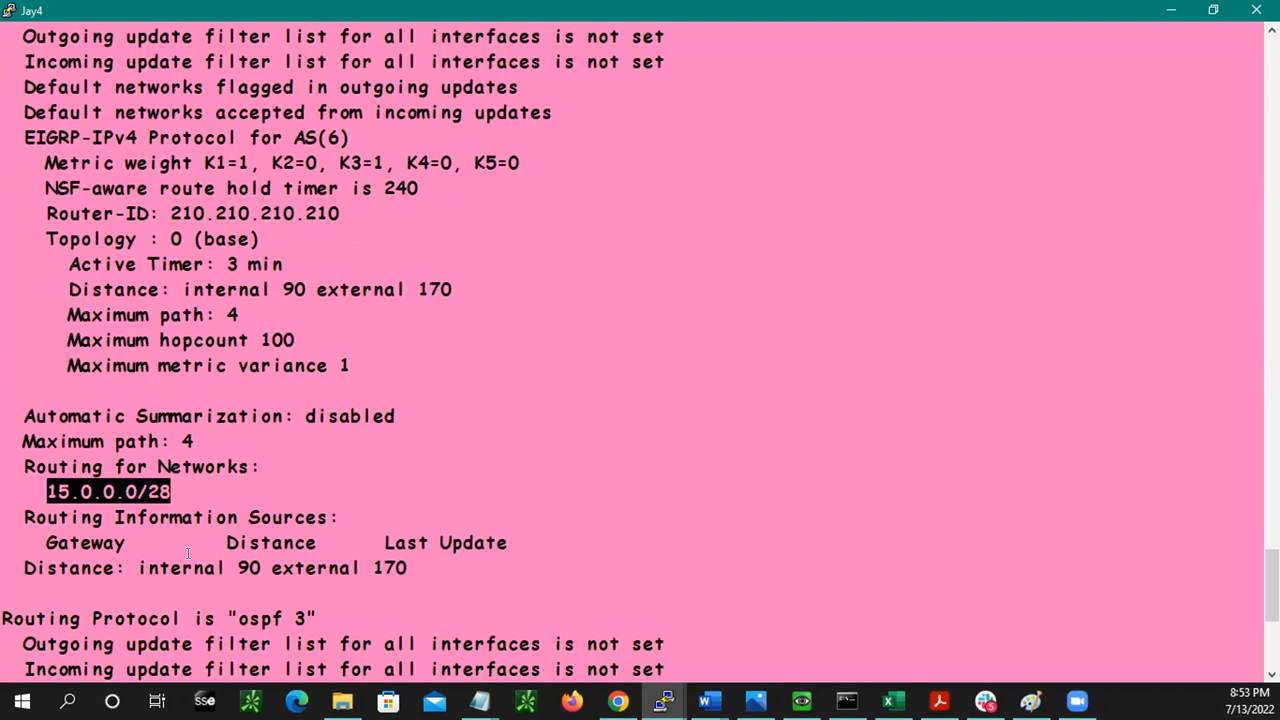 Jay4
Outgoing update filter list for all interfaces is not set
Incoming update filter list for all interfaces is not set
Default networks flagged in outgoing updates
Default networks accepted from incoming updates
EIGRP-IPv4 Protocol for AS(6)
Metric weight K1=1, K2=0, K3=1, K4=0, K5=0
NSF-aware route hold timer is 240
Router-ID: 210.210.210.210
Topology : 0 (base)
Active Timer: 3 min
Distance: internal 90 external 170
Maximum path: 4
Maximum hopcount 100
Maximum metric variance 1
Automatic Summarization: disabled
Maximum path: 4
Routing for Networks:
15.0.0.0/28
Routing Information Sources:
Gateway Distance Last Update
Distance: internal 90 external 170
Routing Protocol is "ospf 3"
Outgoing update filter list for all interfaces is not set
Incoming update filter list for all interfaces is not set
SSE
5
8:53 PM
7/13/2022